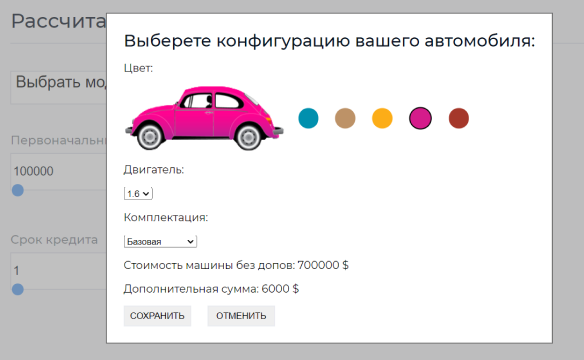 Рассчита
Выберете конфигурацию вашего автомобиля:
Цвет:
Выбрать мод
Первоначальн
100000
Двигатель:
1.6
Комплектация:
Базовая
Срок кредита
1
Стоимость машины без допов: 700000 $
Дополнительная сумма: 6000 $
СОХРАНИТЬ ОТМЕНИТЬ